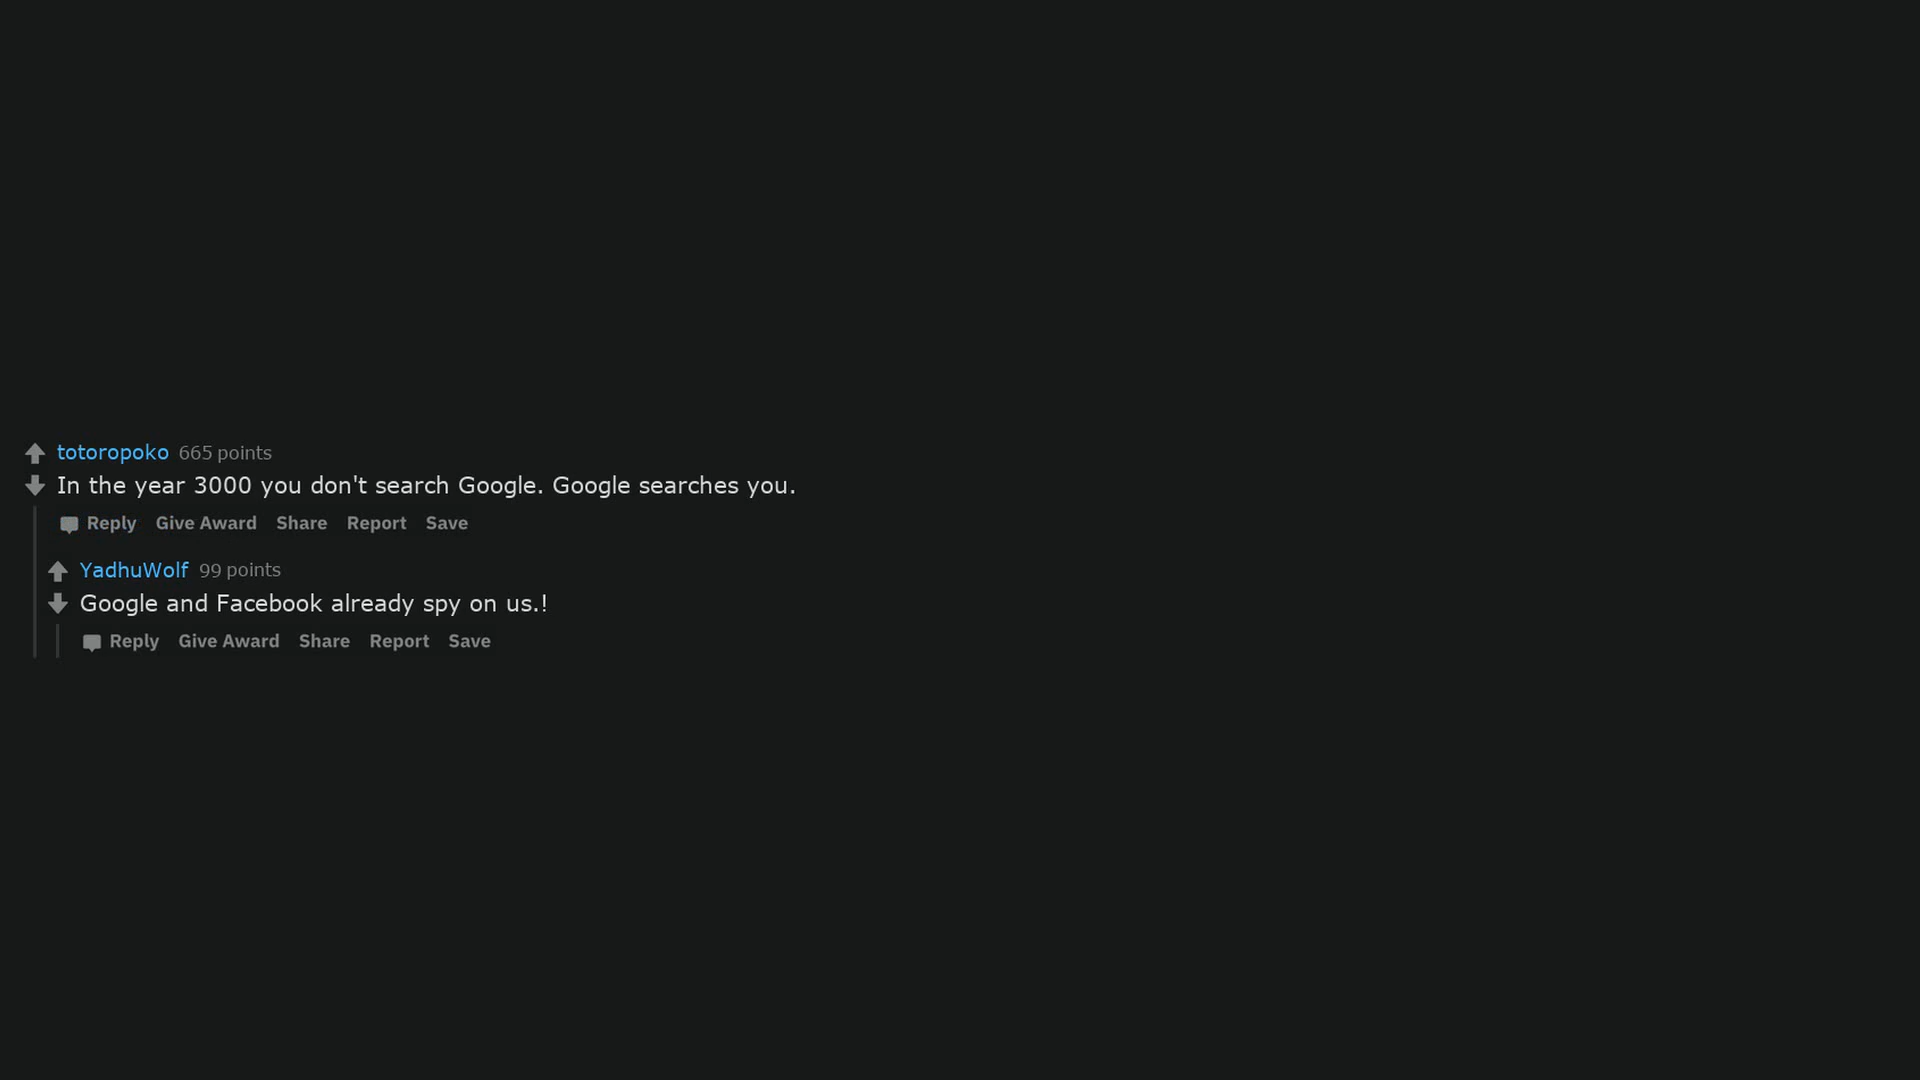 totoropoko 665 points
In the year 3000 you don't search Google. Google searches you.
Reply Give Award Share Report Save
YadhuWolf 99 points
Google and Facebook already spy on us.!
Reply Give Award Share Report Save